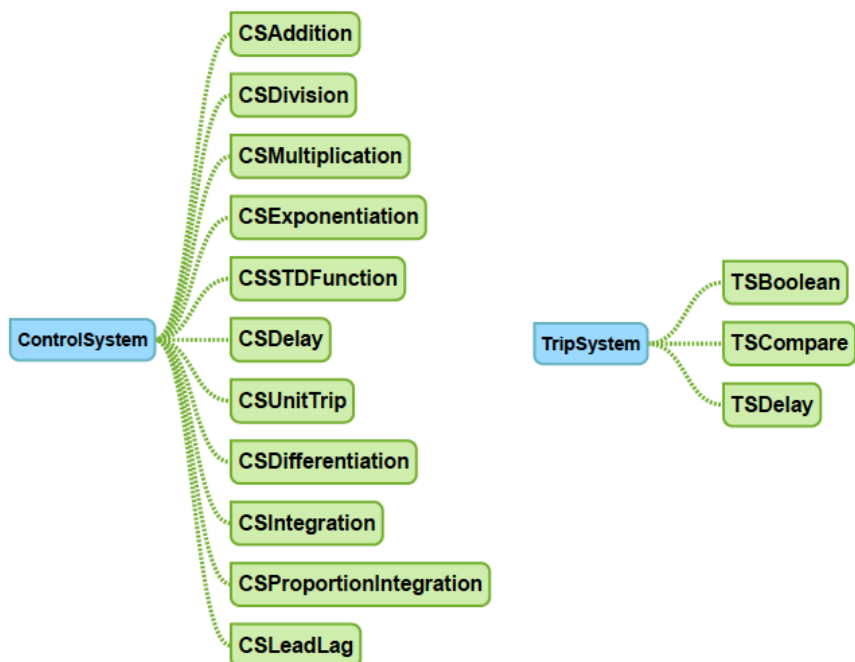 ControlSystem
CSAddition
CSDivision
CSMultiplication
CSExponentiation
CSSTDFunction
CSDelay
CSUnitTrip
CSDifferentiation
CSIntegration
CSProportionIntegration
CSLeadLag
TripSystem
TSBoolean
TSCompare
TSDelay